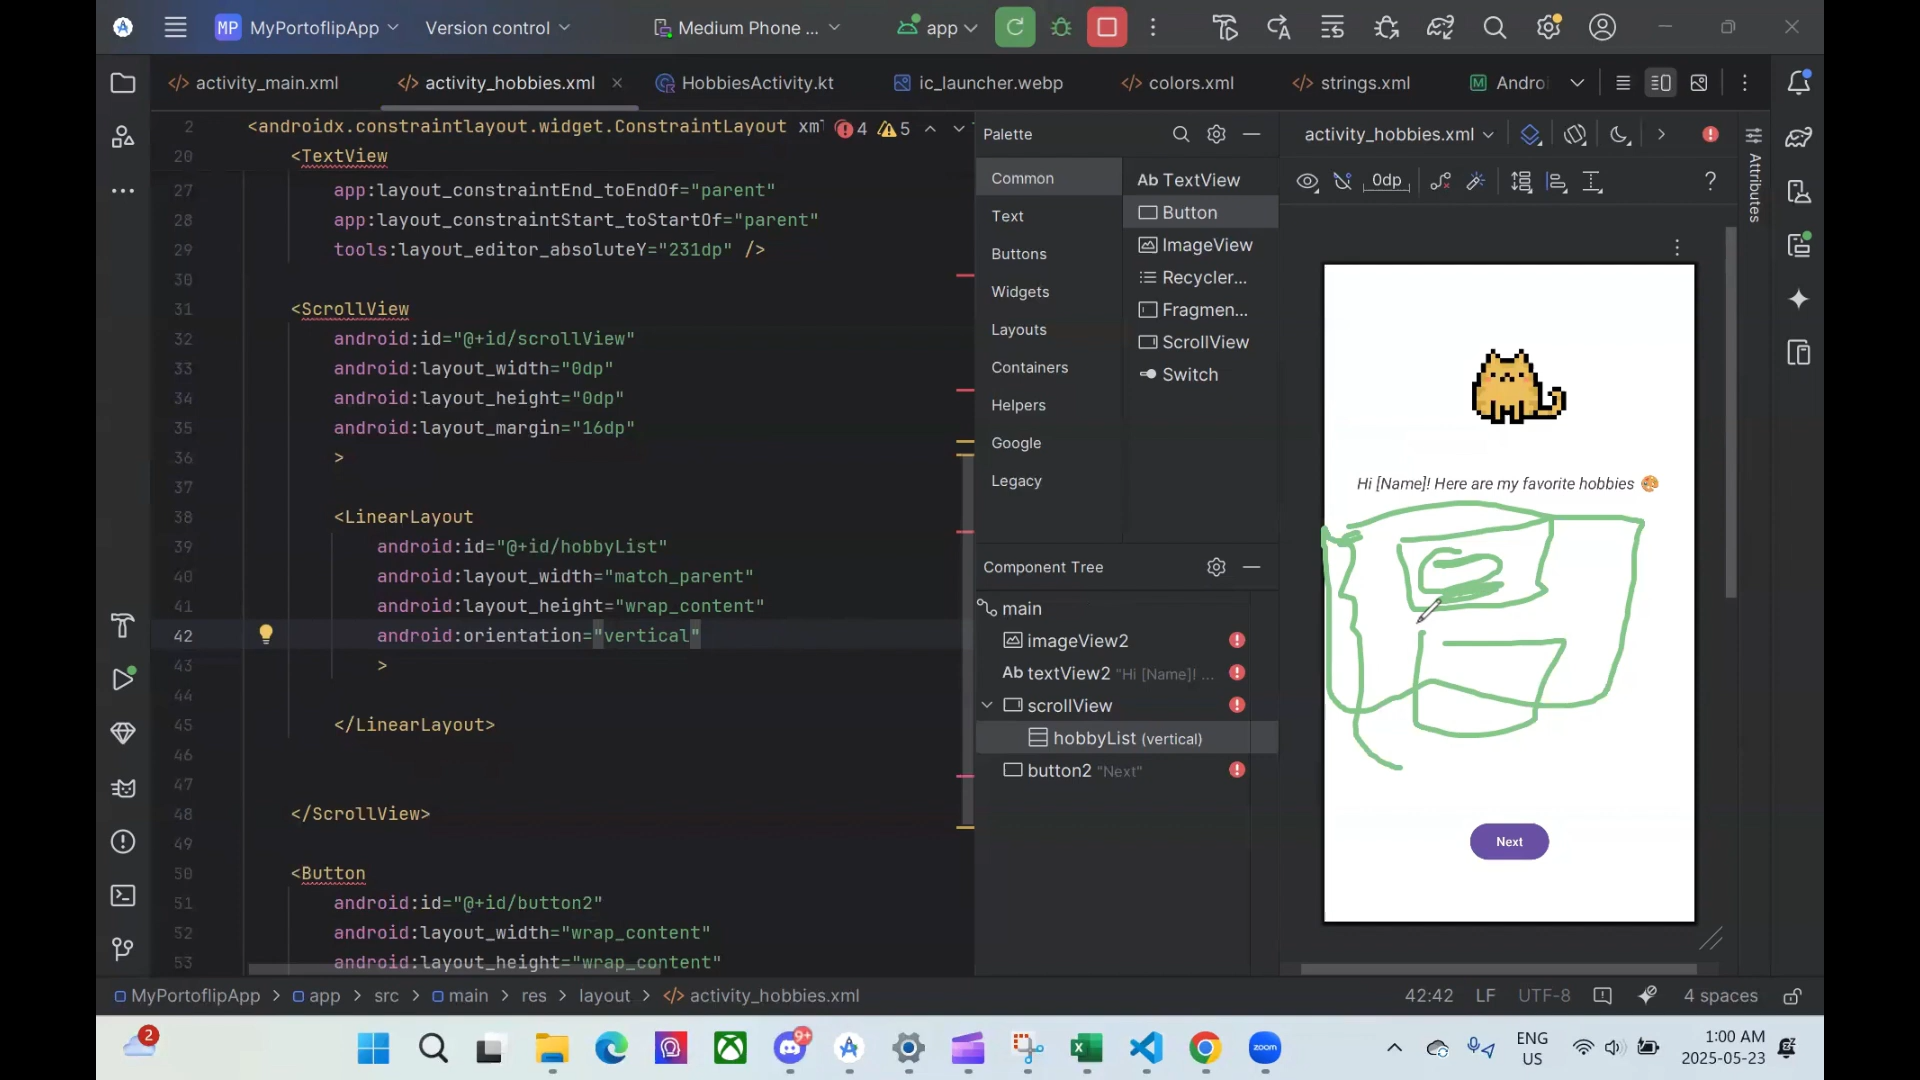 MP MyPortoflipApp Version control Medium Phone ... app
activity_main.xml activity_hobbies.xml HobbiesActivity.kt ic_launcher.webp colors.xml strings.xml M Androi
2 <androidx.constraintlayout.widget.ConstraintLayout xml 4 5
20 <TextView
27 app:layout_constraintEnd_toEndOf="parent"
28 app:layout_constraintStart_toStartOf="parent"
29 tools:layout_editor_absoluteY="231dp" />
30
31 <ScrollView
32 android:id="@+id/scrollView"
33 android:layout_width="0dp"
34 android:layout_height="0dp"
35 android:layout_margin="16dp"
36 >
37
38 <LinearLayout
39 android:id="@+id/hobbyList"
40 android:layout_width="match_parent"
41 android:layout_height="wrap_content"
42 android:orientation="vertical"
43 >
44
45 </LinearLayout>
46
47
48 </ScrollView>
49
50 <Button
51 android:id="@+id/button2"
52 android:layout_width="wrap_content"
53 android:layout_height="wrap_content"
Palette
Common
Text
Buttons
Widgets
Layouts
Containers
Helpers
Google
Legacy
Ab TextView
Button
ImageView
Recycler...
Fragmen...
ScrollView
Switch
Component Tree
main
imageView2
Ab textView2 "Hi [Name]! ...
scrollView
hobbyList (vertical)
button2 "Next"
activity_hobbies.xml
0dp
Attributes
Hi [Name]! Here are my favorite hobbies 🎨
Next
MyPortoflipApp > app > src > main > res > layout > activity_hobbies.xml 42:42 LF UTF-8 4 spaces
2 9+ zoom ENG 1:00 AM
US 2025-05-23